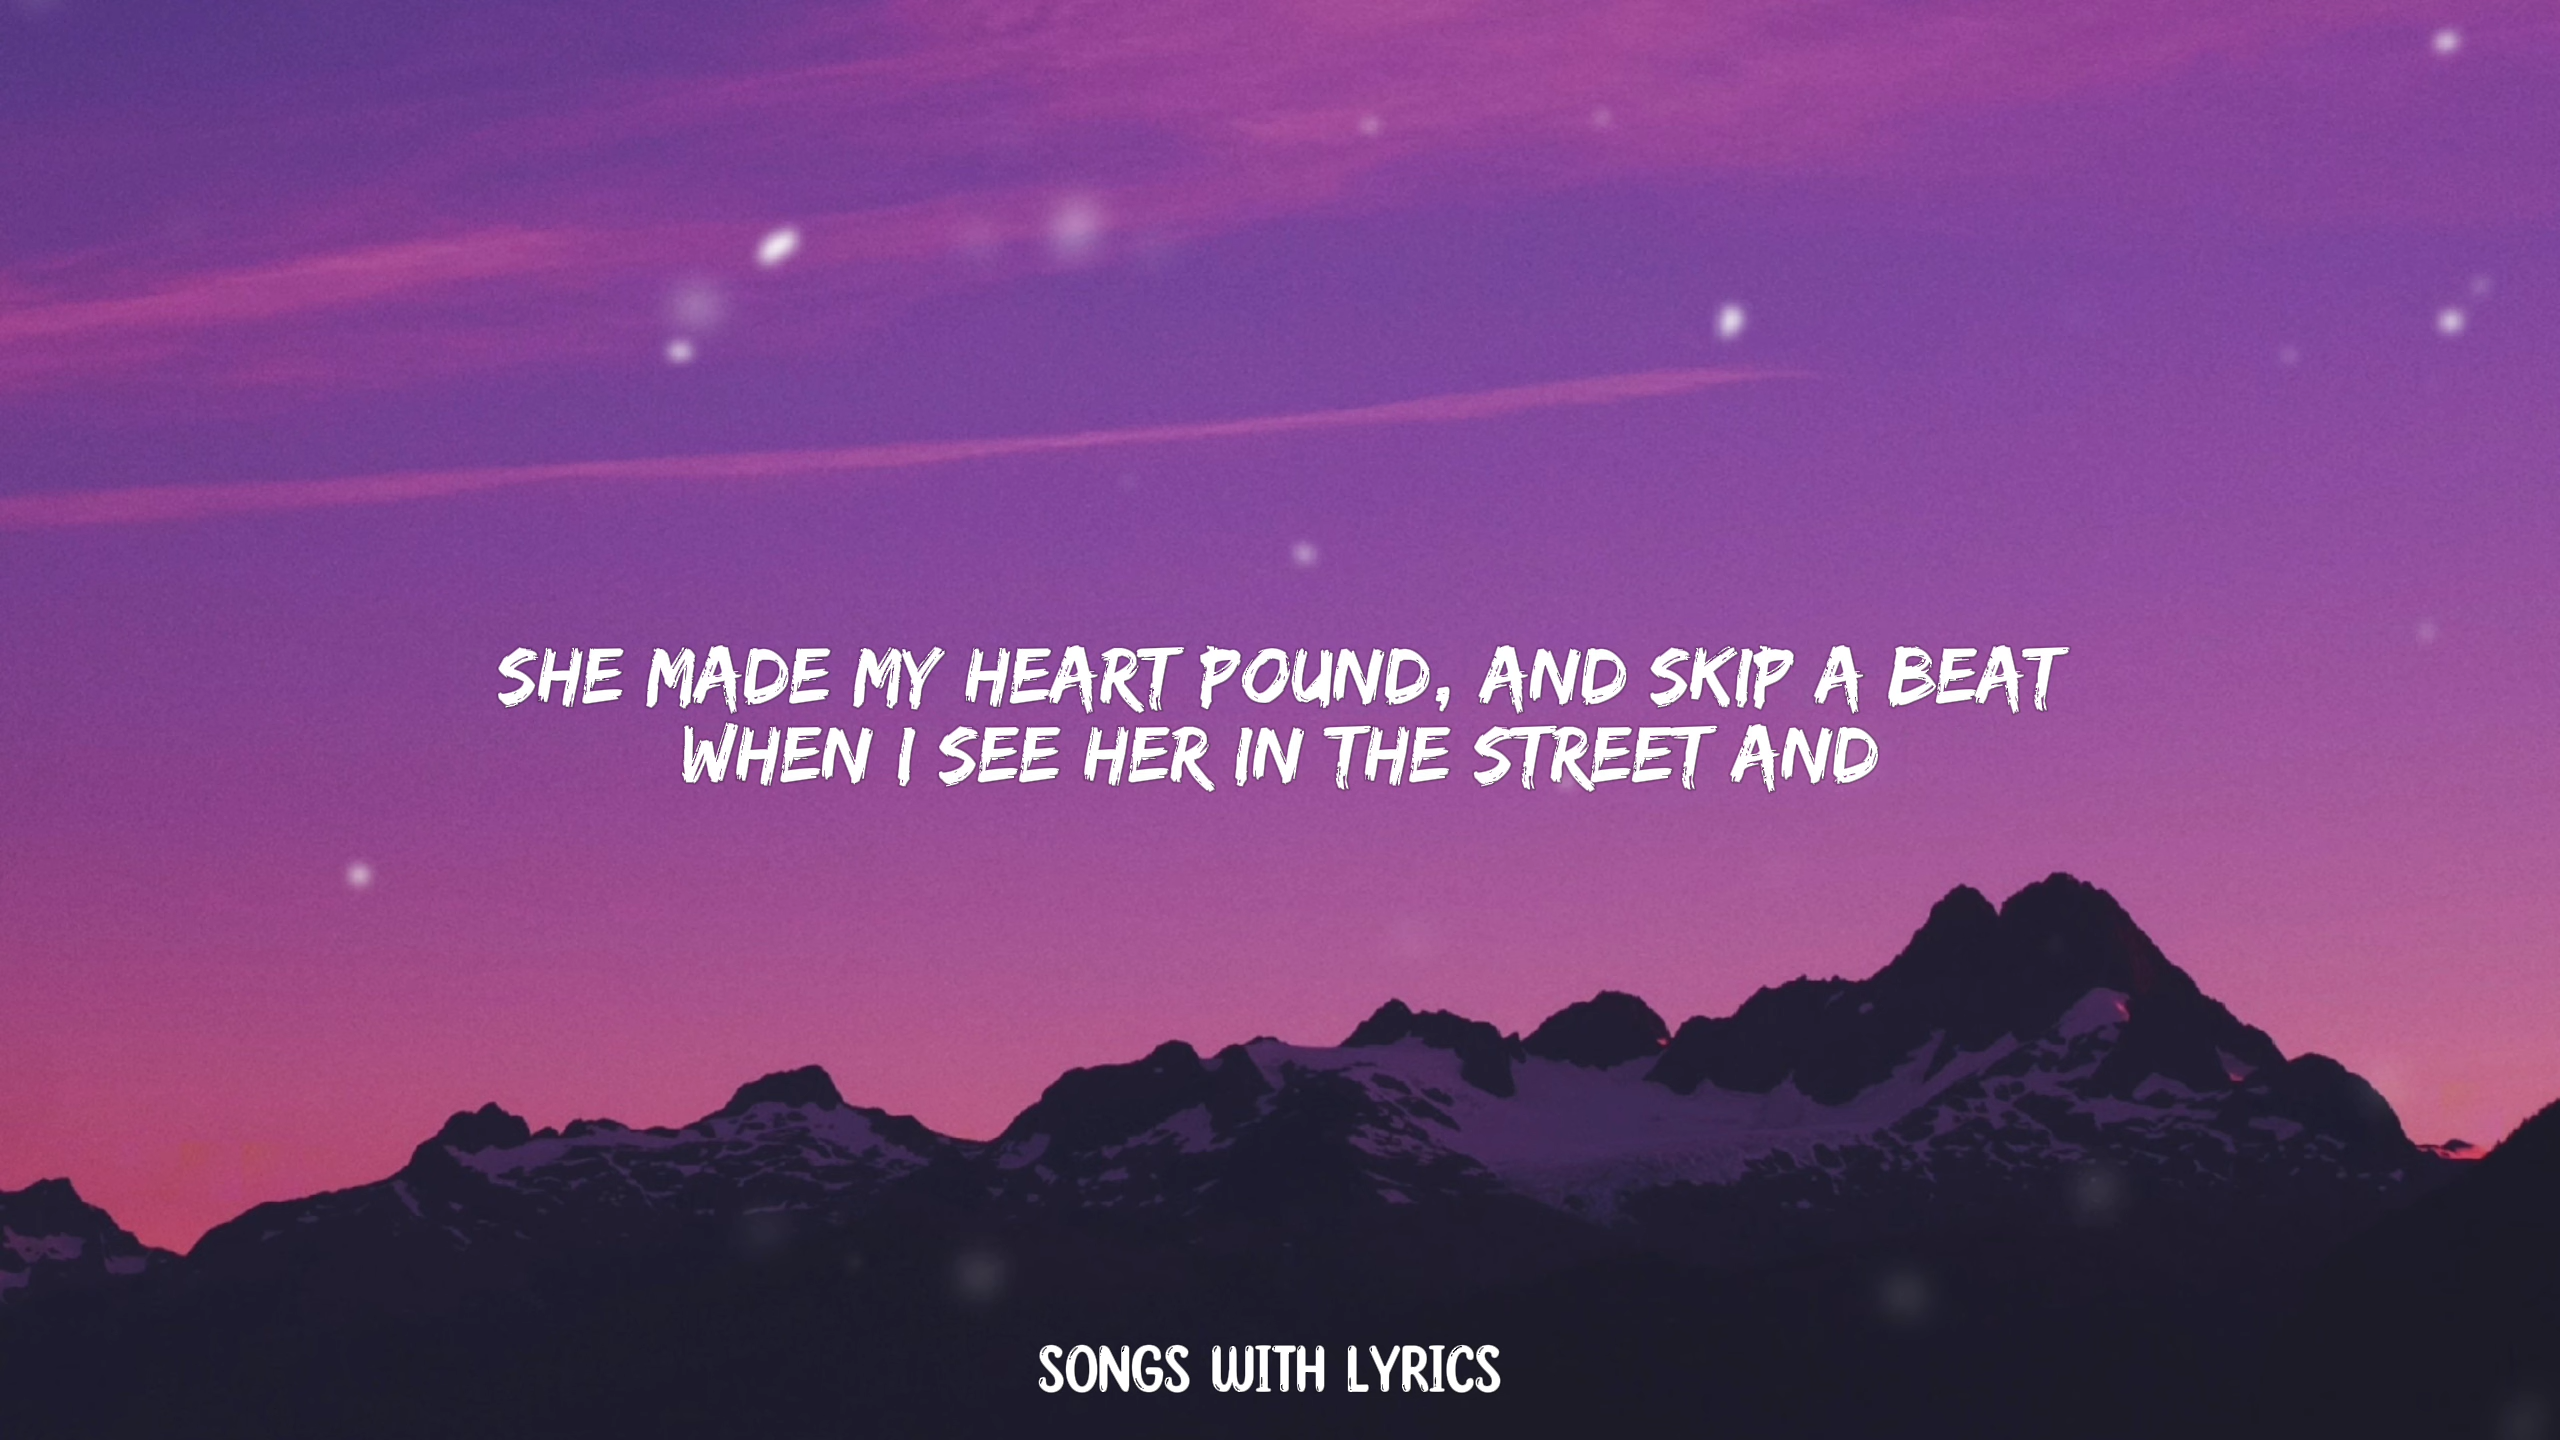 SHE MADE MY HEART POUND, AND SKIP A BEAT
WHEN I SEE HER IN THE STREET AND
SONGS WITH LYRICS